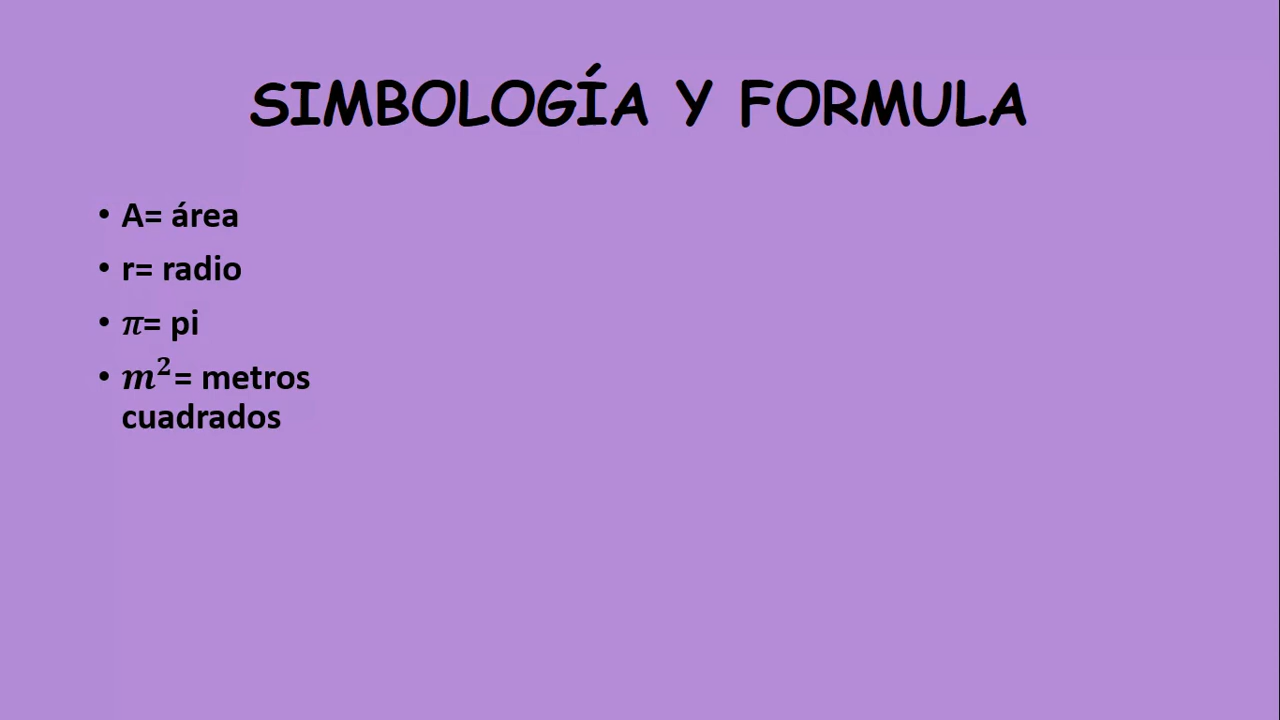 SIMBOLOGÍA Y FORMULA
• A= área
• r= radio
• 𝝅= pi
• 𝒎²= metros
cuadrados